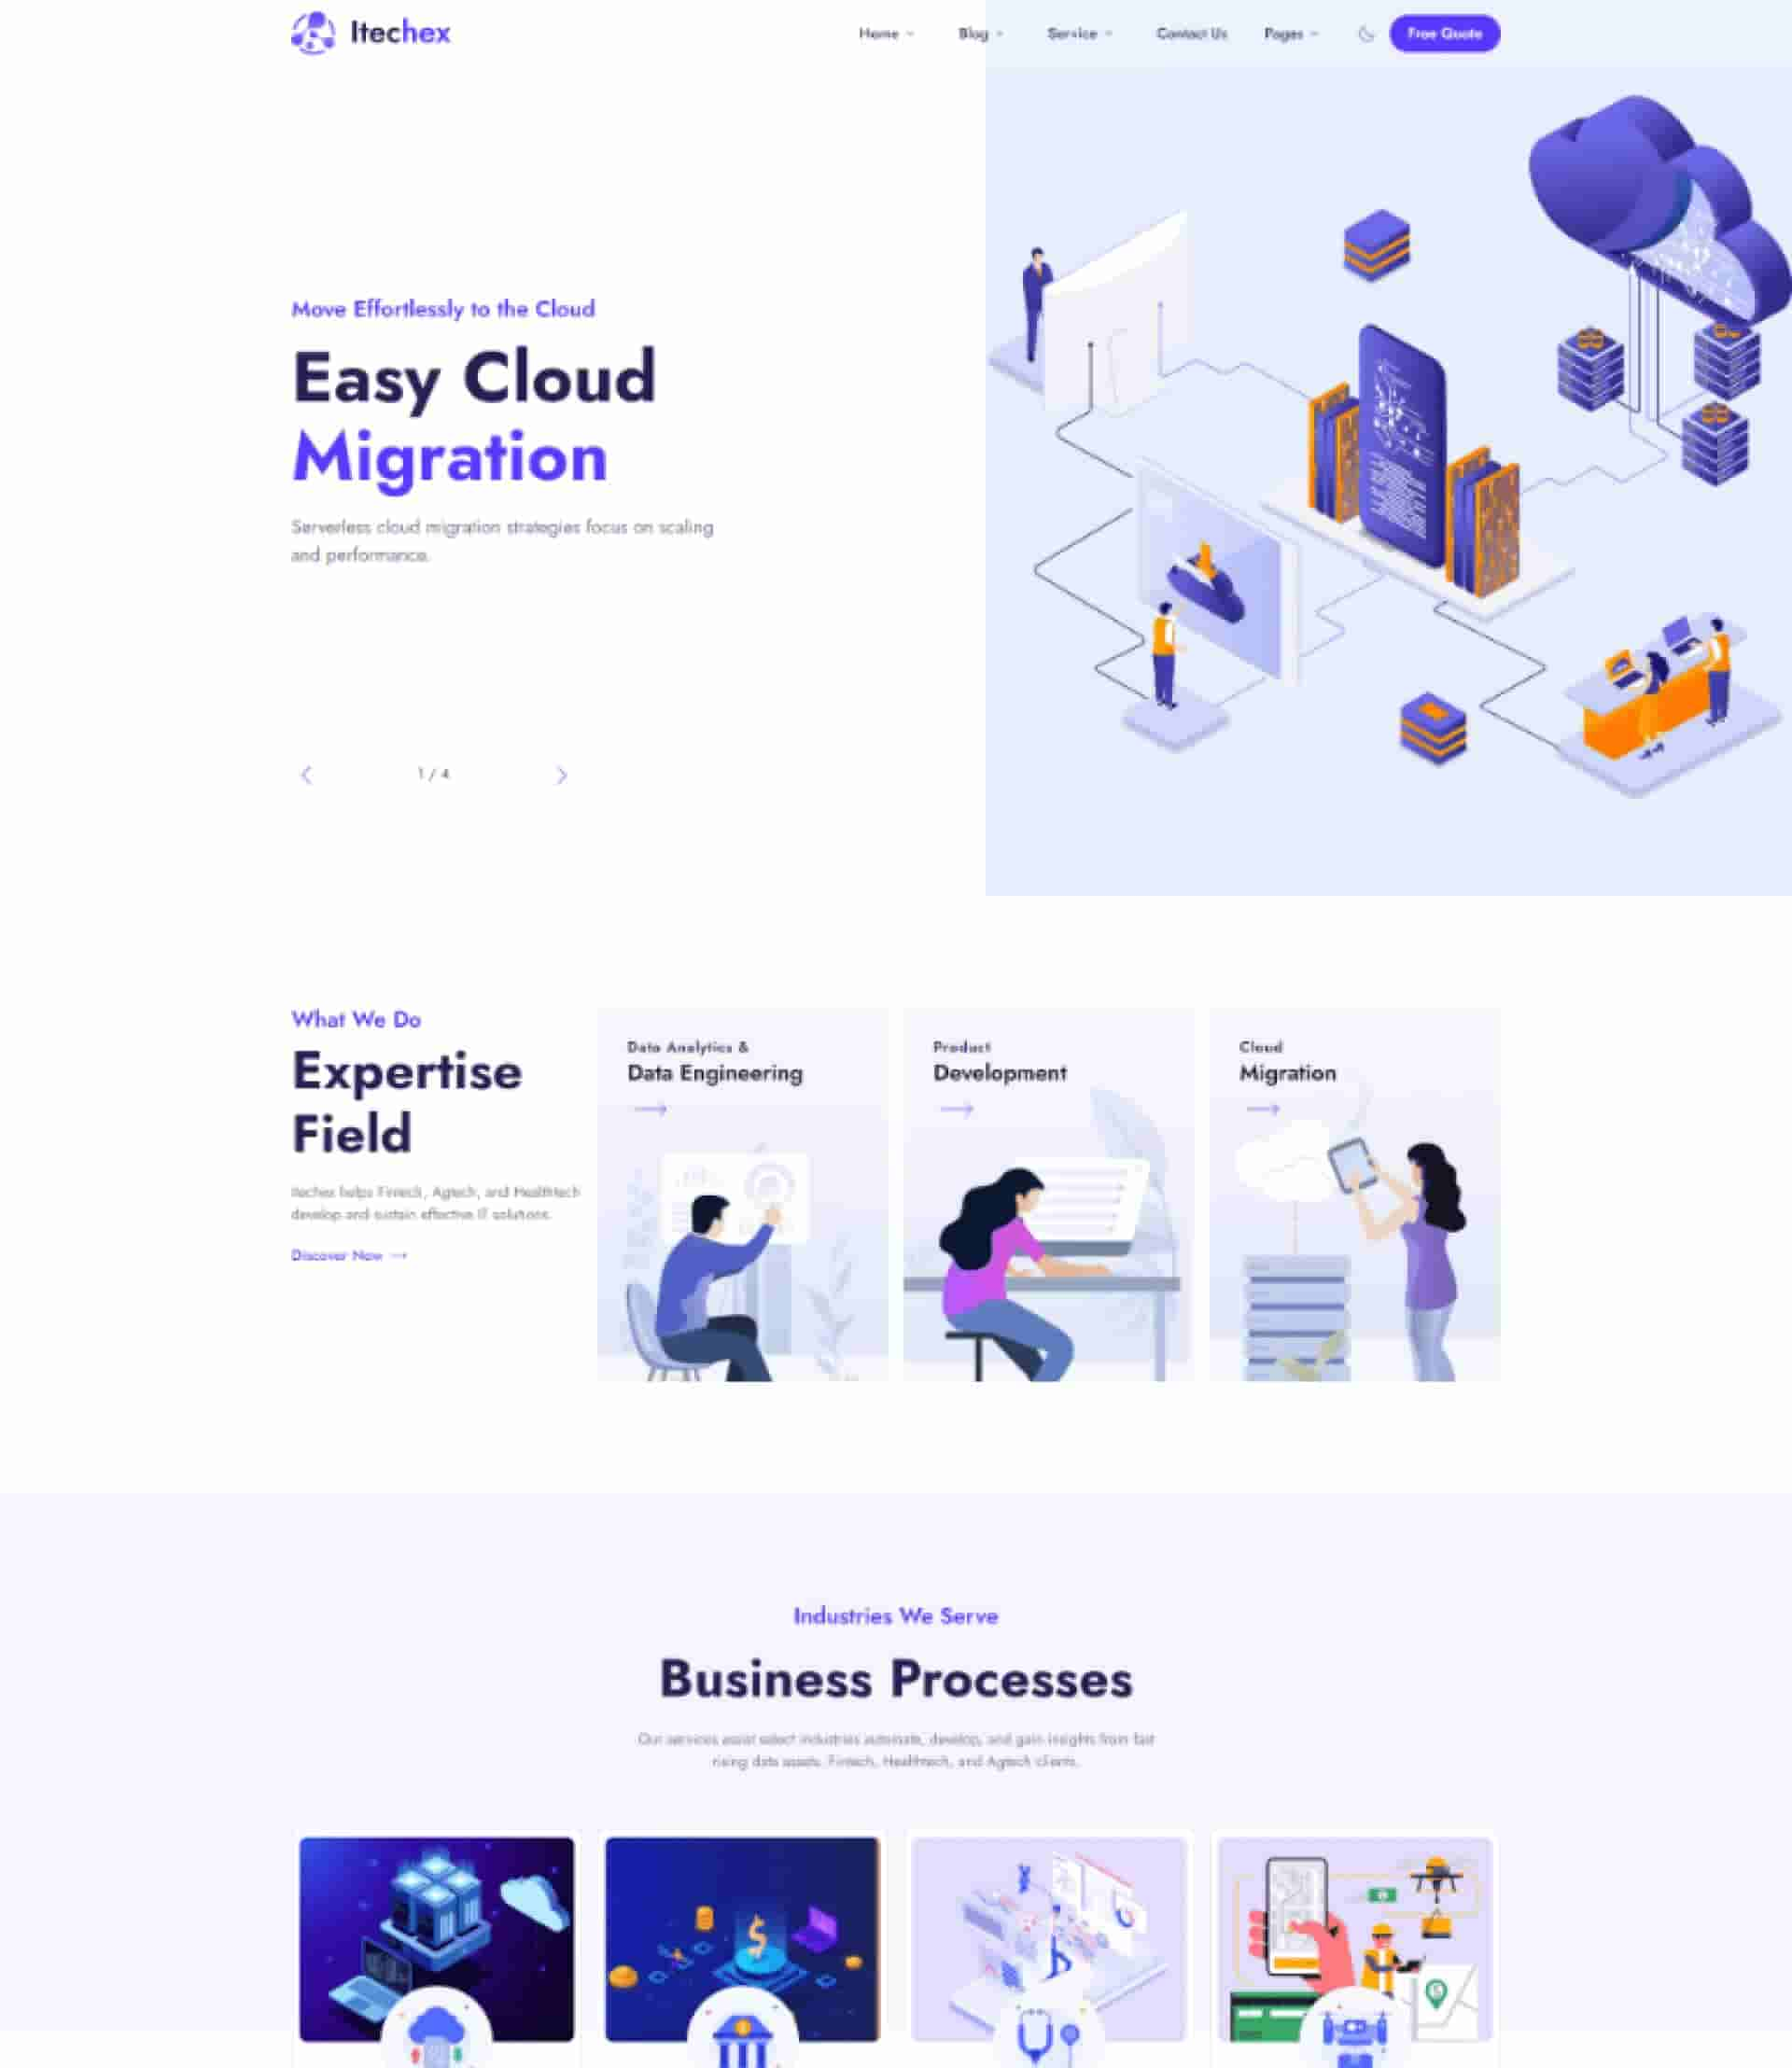 Itechex
Home
Blog
Service
Contact Us
Pages
Free Quote
Move Effortlessly to the Cloud
Easy Cloud
Migration
Serverless cloud migration strategies focus on scaling
and performance.
1 / 4
What We Do
Expertise
Field
Itechex helps Fintech, Agtech, and Healthtech
develop and sustain effective IT solutions.
Discover Now
Data Analytics &
Data Engineering
Product
Development
Cloud
Migration
Industries We Serve
Business Processes
Our services assist select industries automate, develop, and gain insights from fast
rising data assets. Fintech, Healthtech, and Agtech clients.